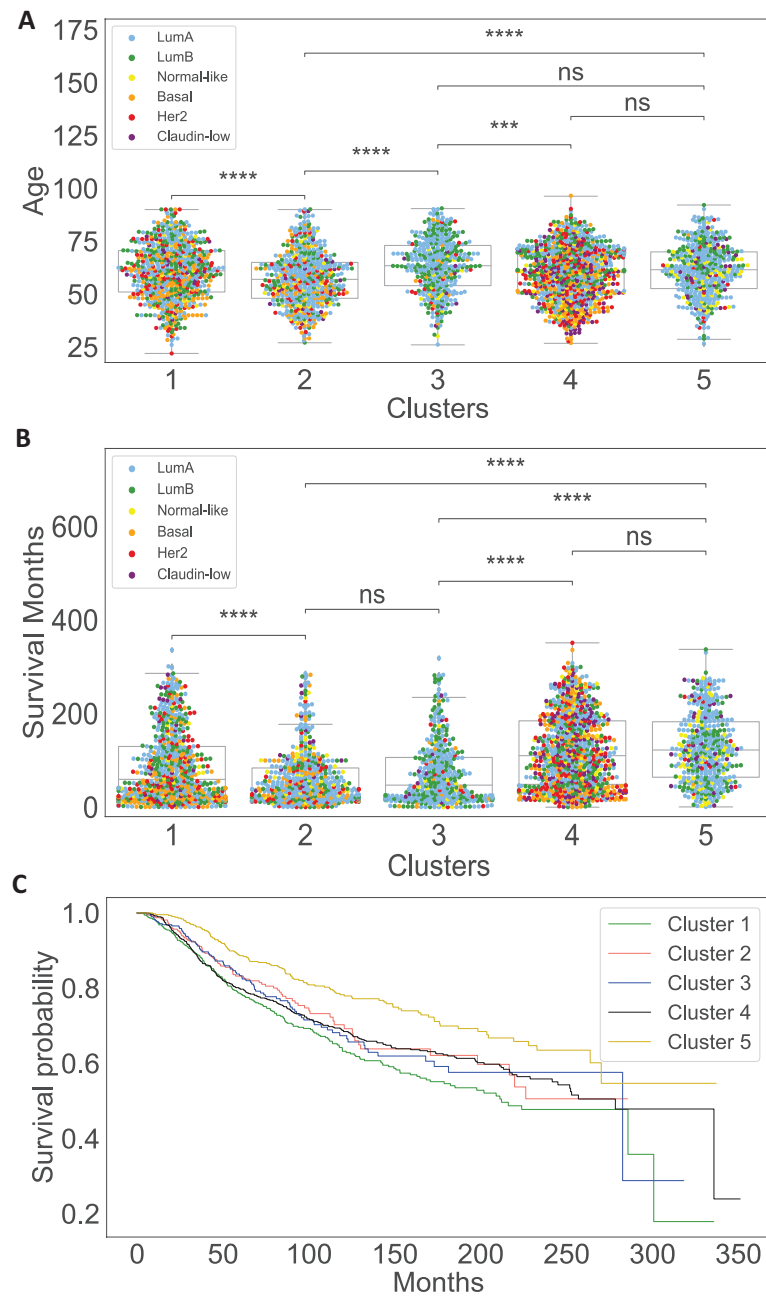 A
175
150
125
100
75
50
25
Age
LumA
LumB
Normal-like
Basal
Her2
Claudin-low
****
ns
ns
***
****
****
1 2 3 4 5
Clusters
B
600
400
200
0
Survival Months
LumA
LumB
Normal-like
Basal
Her2
Claudin-low
****
****
ns
****
ns
****
1 2 3 4 5
Clusters
C
1.0
0.8
0.6
0.4
0.2
Survival probability
Cluster 1
Cluster 2
Cluster 3
Cluster 4
Cluster 5
0 50 100 150 200 250 300 350
Months